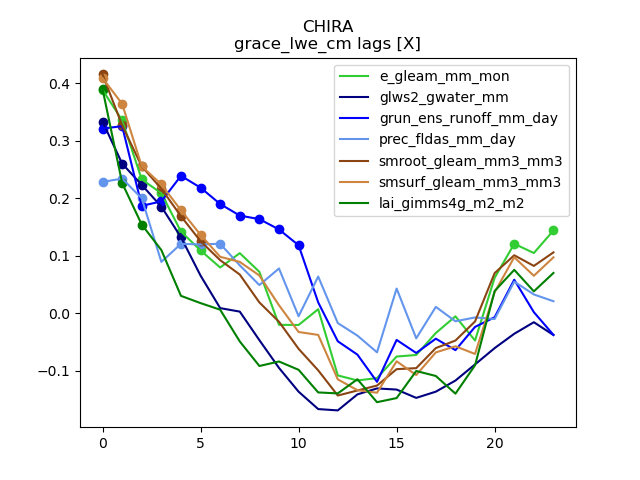 CHIRA
grace_lwe_cm lags [X]
e_gleam_mm_mon
glws2_gwater_mm
grun_ens_runoff_mm_day
prec_fldas_mm_day
smroot_gleam_mm3_mm3
smsurf_gleam_mm3_mm3
lai_gimms4g_m2_m2
0.4
0.3
0.2
0.1
0.0
−0.1
0 5 10 15 20